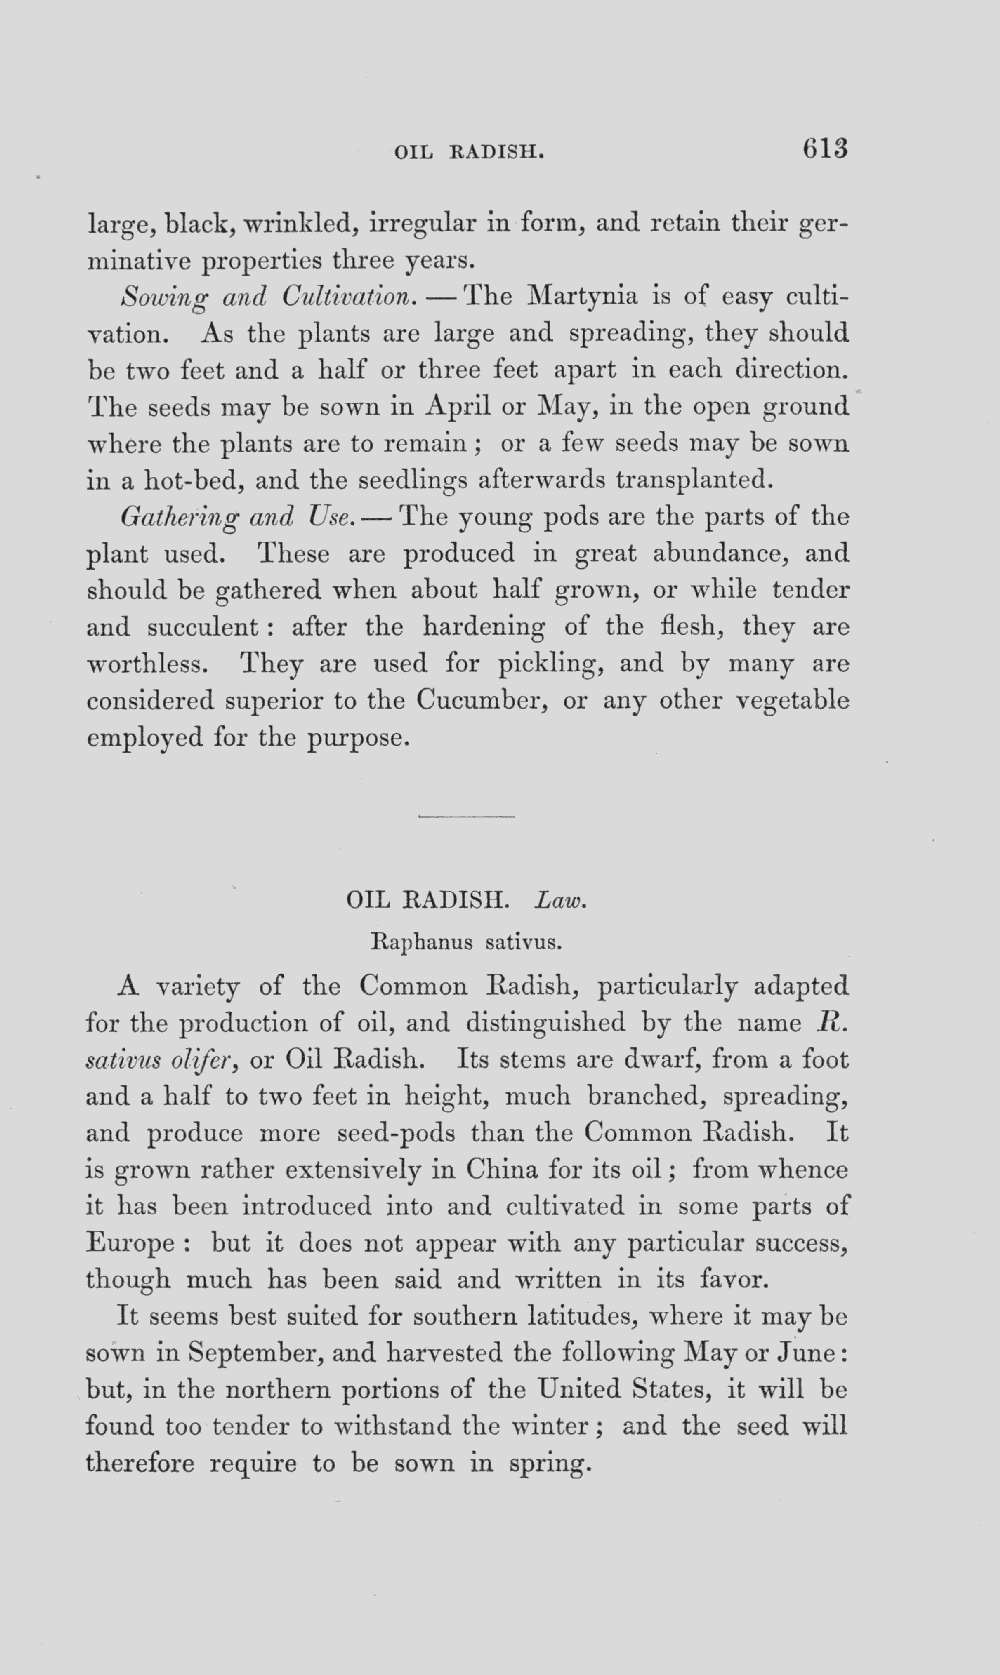 OIL RADISH. 613
large, black, wrinkled, irregular in form, and retain their ger-
minative properties three years.
Sowing and Cultivation. — The Martynia is of easy culti-
vation. As the plants are large and spreading, they should
be two feet and a half or three feet apart in each direction.
The seeds may be sown in April or May, in the open ground
where the plants are to remain; or a few seeds may be sown
in a hot-bed, and the seedlings afterwards transplanted.
Gathering and Use. — The young pods are the parts of the
plant used. These are produced in great abundance, and
should be gathered when about half grown, or while tender
and succulent: after the hardening of the flesh, they are
worthless. They are used for pickling, and by many are
considered superior to the Cucumber, or any other vegetable
employed for the purpose.
OIL RADISH. Law.
Raphanus sativus.
A variety of the Common Radish, particularly adapted
for the production of oil, and distinguished by the name R.
sativus olifer, or Oil Radish. Its stems are dwarf, from a foot
and a half to two feet in height, much branched, spreading,
and produce more seed-pods than the Common Radish. It
is grown rather extensively in China for its oil; from whence
it has been introduced into and cultivated in some parts of
Europe: but it does not appear with any particular success,
though much has been said and written in its favor.
It seems best suited for southern latitudes, where it may be
sown in September, and harvested the following May or June:
but, in the northern portions of the United States, it will be
found too tender to withstand the winter; and the seed will
therefore require to be sown in spring.